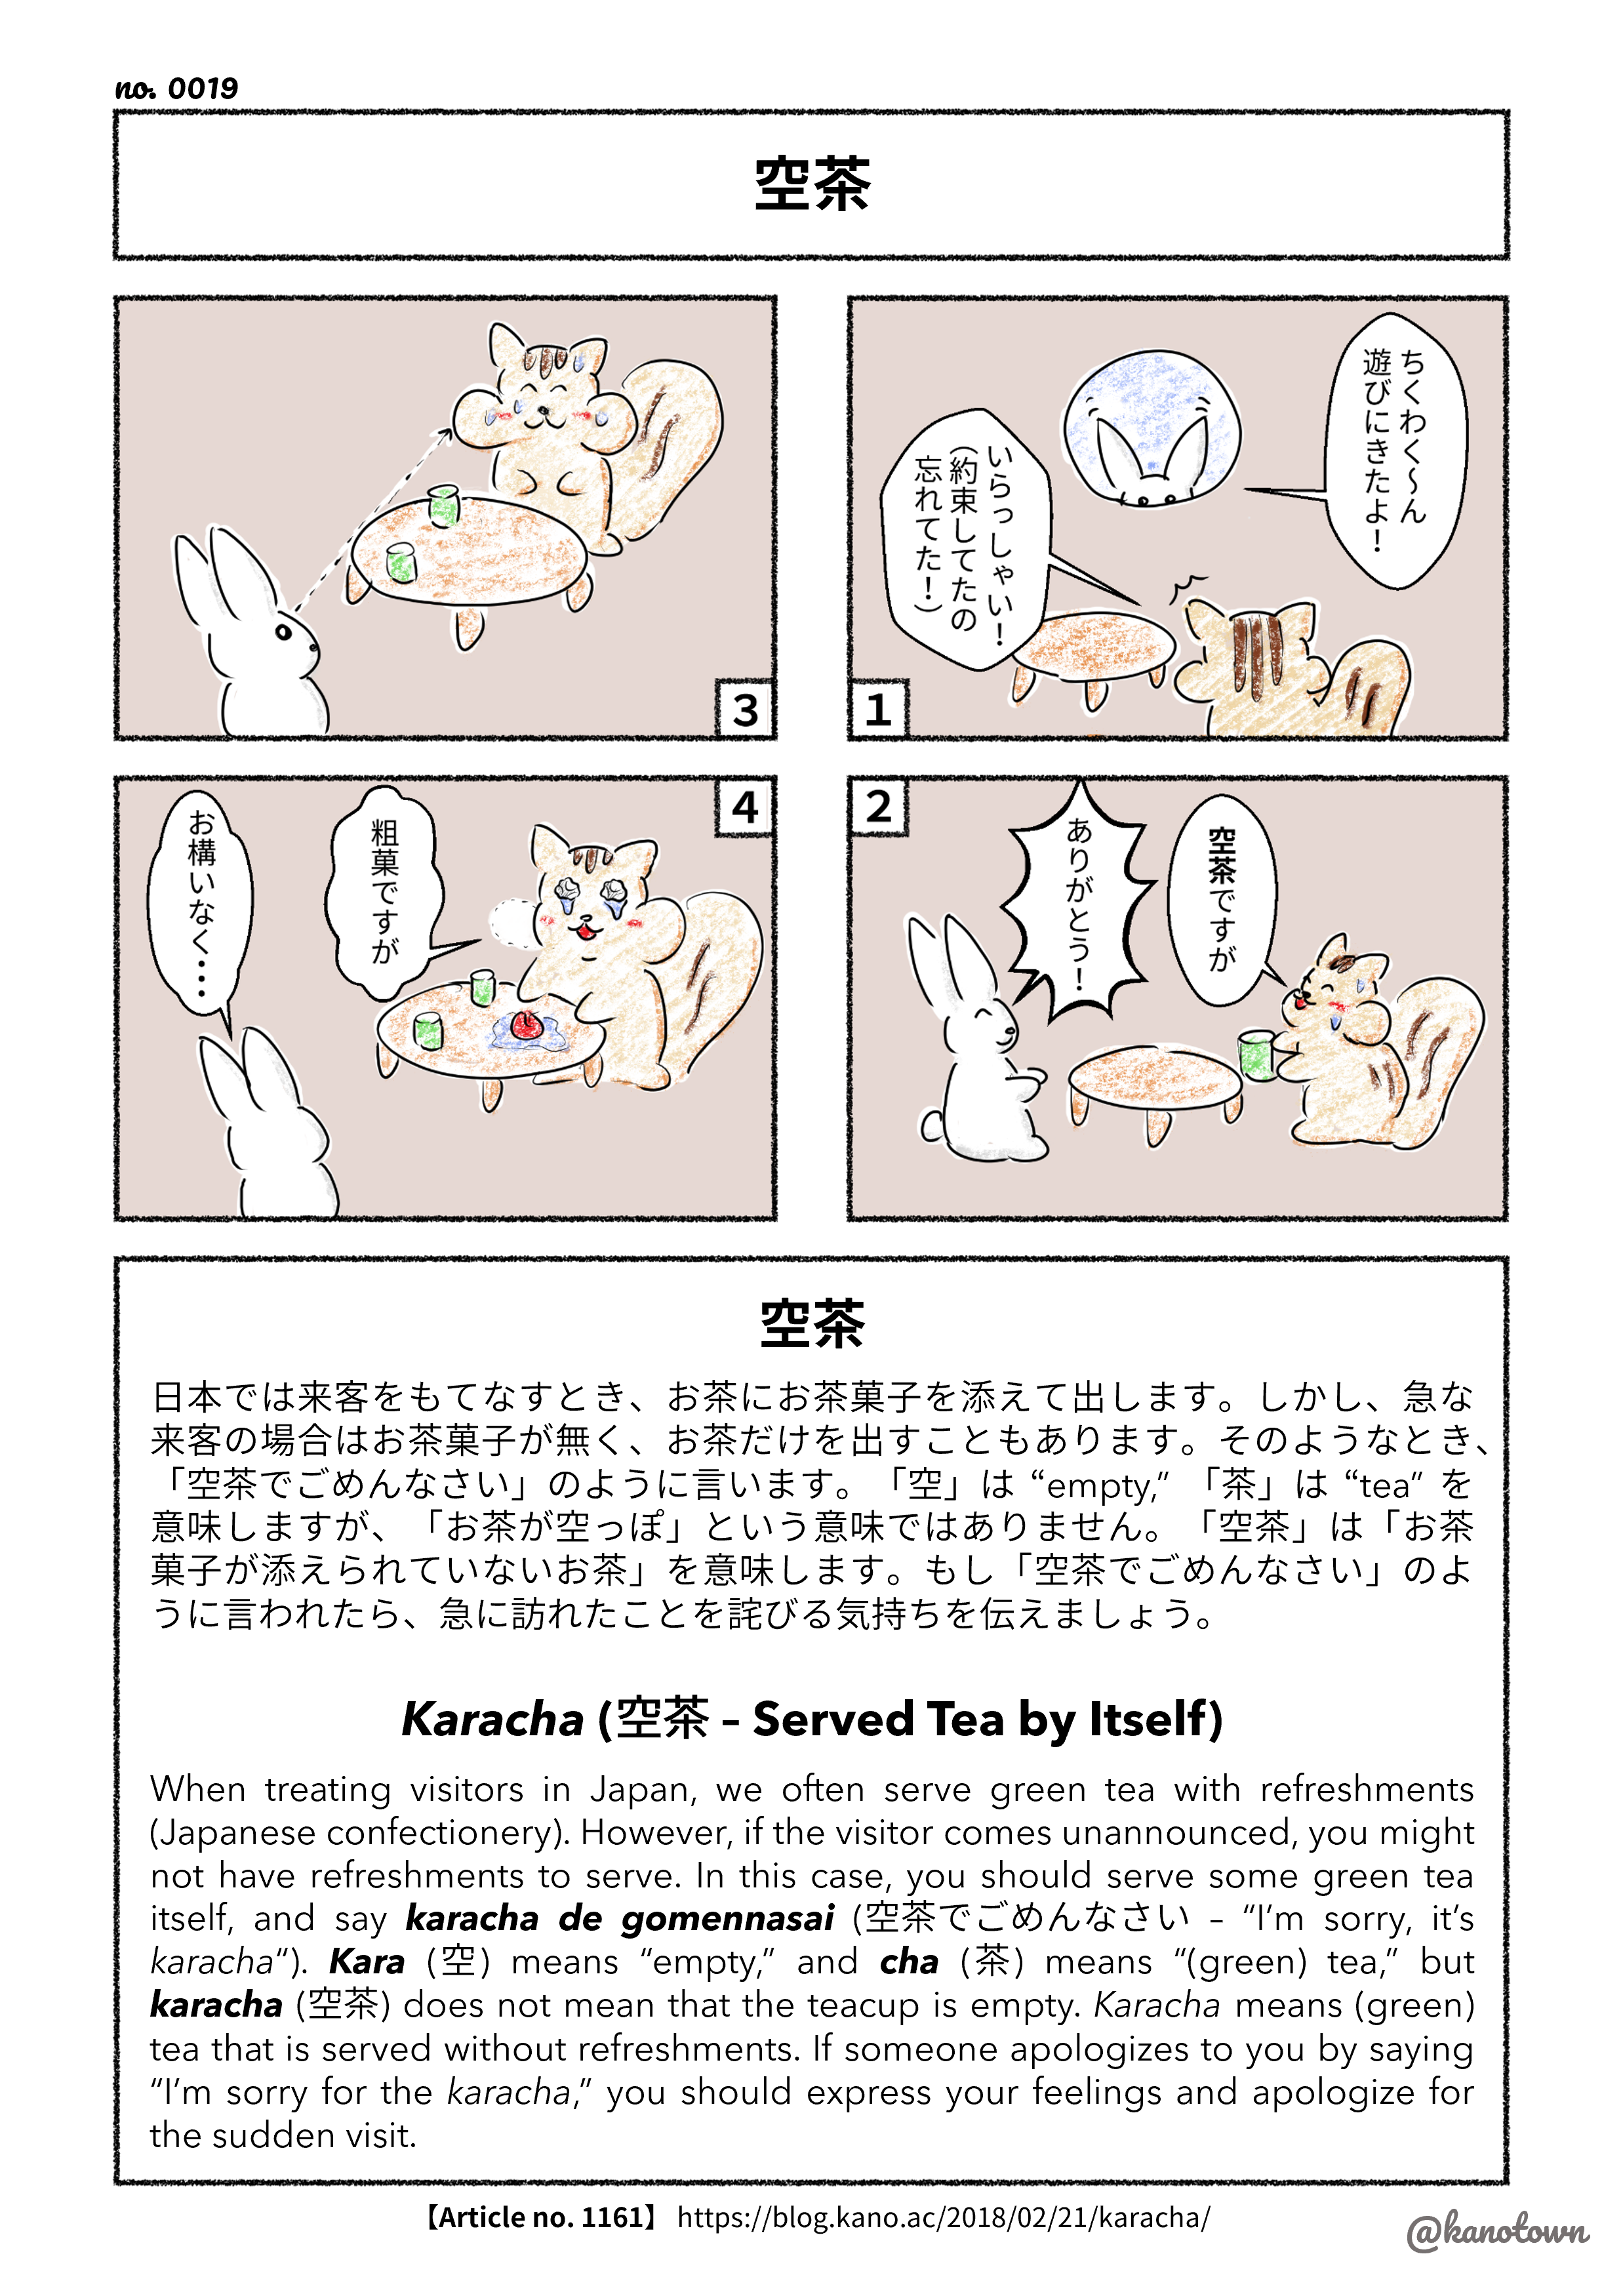 no. 0019
空茶
ちくわく〜ん
遊びにきたよ！
いらっしゃい！
（約束してたの
忘れてた！）
1
空茶ですが
ありがとう！
2
3
4
粗菓ですが
お構いなく…
空茶
日本では来客をもてなすとき、お茶にお茶菓子を添えて出します。しかし、急な
来客の場合はお茶菓子が無く、お茶だけを出すこともあります。そのようなとき、
「空茶でごめんなさい」のように言います。「空」は “empty,” 「茶」は “tea” を
意味しますが、「お茶が空っぽ」という意味ではありません。「空茶」は「お茶
菓子が添えられていないお茶」を意味します。もし「空茶でごめんなさい」のよ
うに言われたら、急に訪れたことを詫びる気持ちを伝えましょう。
Karacha (空茶 – Served Tea by Itself)
When treating visitors in Japan, we often serve green tea with refreshments
(Japanese confectionery). However, if the visitor comes unannounced, you might
not have refreshments to serve. In this case, you should serve some green tea
itself, and say karacha de gomennasai (空茶でごめんなさい – “I’m sorry, it’s
karacha“). Kara (空) means “empty,” and cha (茶) means “(green) tea,” but
karacha (空茶) does not mean that the teacup is empty. Karacha means (green)
tea that is served without refreshments. If someone apologizes to you by saying
“I’m sorry for the karacha,” you should express your feelings and apologize for
the sudden visit.
【Article no. 1161】 https://blog.kano.ac/2018/02/21/karacha/
@kanotown